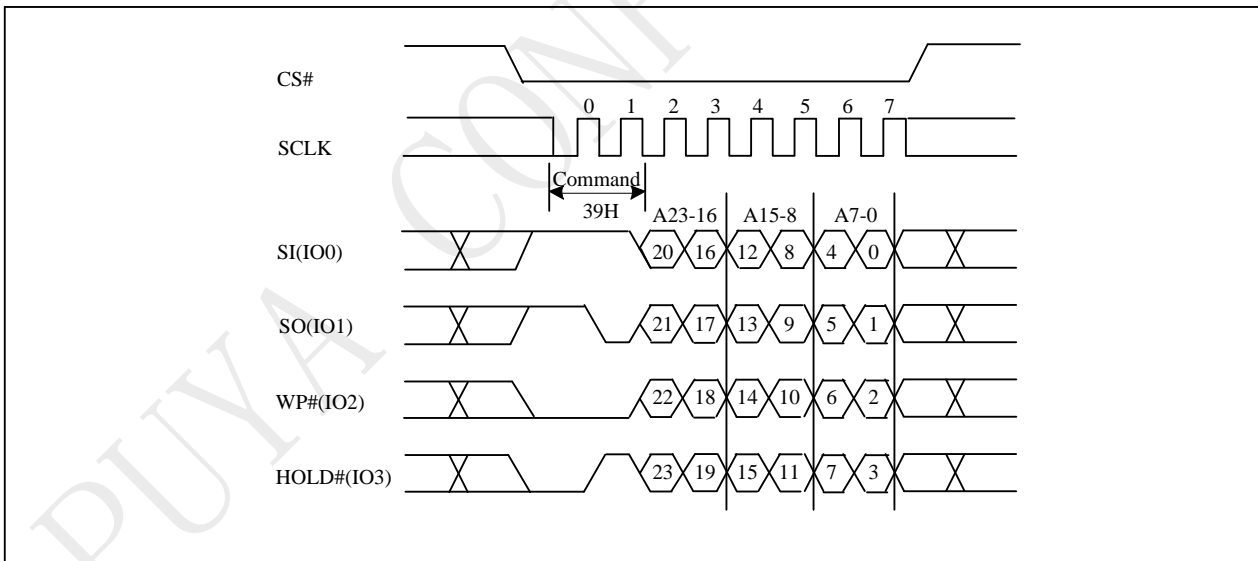 PUYA CONF
CS#
0 1 2 3 4 5 6 7
SCLK
Command
39H
A23-16 A15-8 A7-0
SI(IO0) 20 16 12 8 4 0
SO(IO1) 21 17 13 9 5 1
WP#(IO2) 22 18 14 10 6 2
HOLD#(IO3) 23 19 15 11 7 3